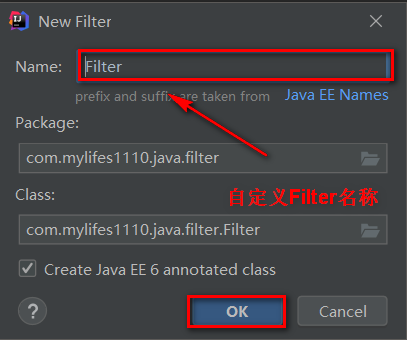 New Filter
Name: Filter
prefix and suffix are taken from Java EE Names
Package:
com.mylifes1110.java.filter
自定义Filter名称
Class:
com.mylifes1110.java.filter.Filter
Create Java EE 6 annotated class
? OK Cancel